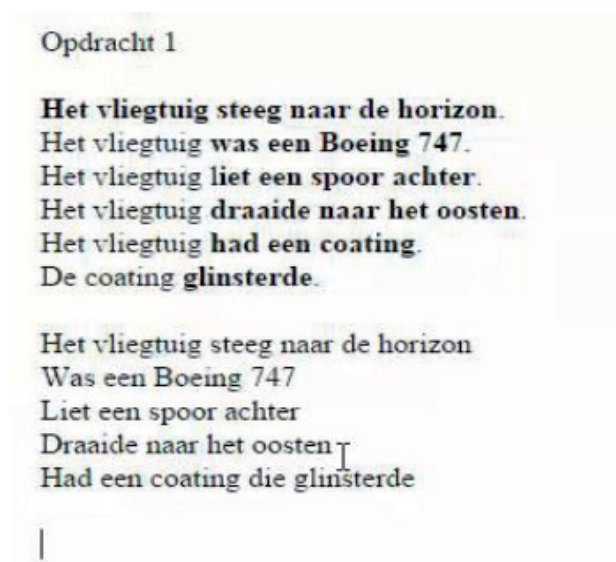 Opdracht 1
Het vliegtuig steeg naar de horizon.
Het vliegtuig was een Boeing 747.
Het vliegtuig liet een spoor achter.
Het vliegtuig draaide naar het oosten.
Het vliegtuig had een coating.
De coating glinsterde.
Het vliegtuig steeg naar de horizon
Was een Boeing 747
Liet een spoor achter
Draaide naar het oosten
Had een coating die glinsterde